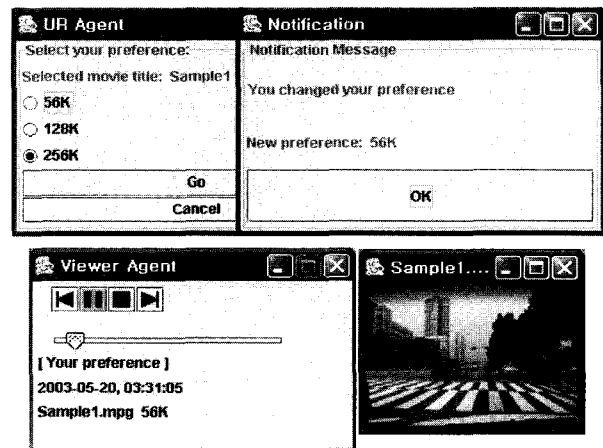 UR Agent
Select your preference:
Selected movie title: Sample1
56K
128K
256K
Go
Cancel
Notification
Notification Message
You changed your preference
New preference: 56K
OK
Viewer Agent
[ Your preference ]
2003-05-20, 03:31:05
Sample1.mpg 56K
Sample1....